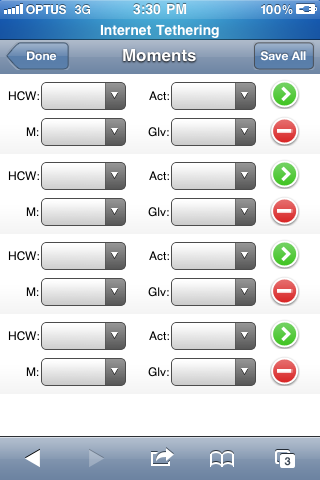 OPTUS 3G 3:30 PM 100%
Internet Tethering
Done Moments Save All
HCW: Act:
M: Glv:
HCW: Act:
M: Glv:
HCW: Act:
M: Glv:
HCW: Act:
M: Glv:
3